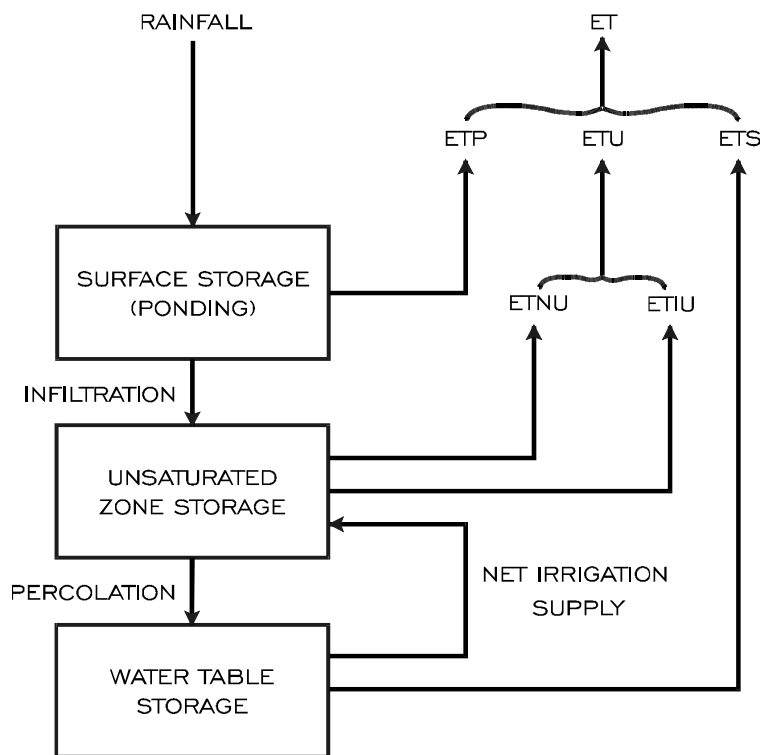 RAINFALL
ET
ETP
ETU
ETS
SURFACE STORAGE
(PONDING)
ETNU
ETIU
INFILTRATION
UNSATURATED
ZONE STORAGE
PERCOLATION
NET IRRIGATION
SUPPLY
WATER TABLE
STORAGE